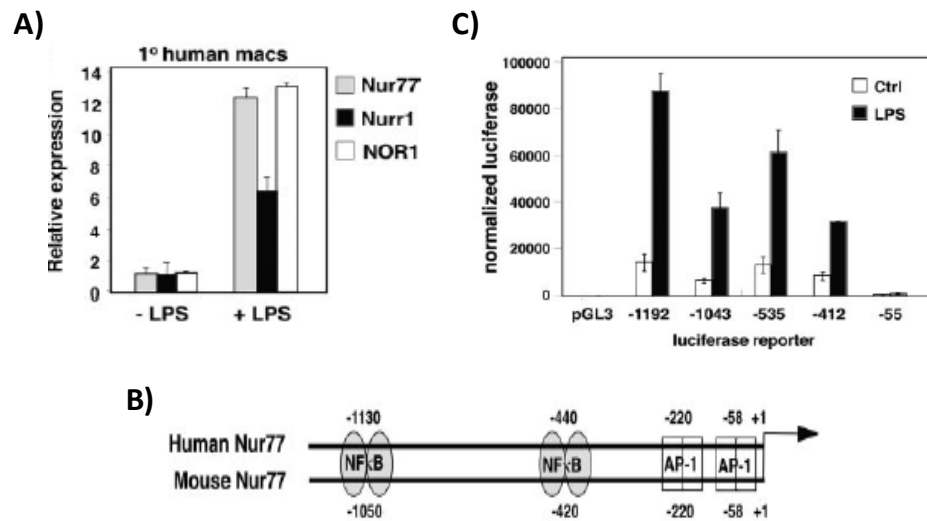 A)
1º human macs
Relative expression
14
12
10
8
6
4
2
0
- LPS
+ LPS
Nur77
Nurr1
NOR1
C)
normalized luciferase
100000
80000
60000
40000
20000
0
Ctrl
LPS
pGL3
-1192
-1043
-535
-412
-55
luciferase reporter
B)
-1130
-440
-220
-58
+1
Human Nur77
NFκB
NFκB
AP-1
AP-1
Mouse Nur77
-1050
-420
-220
-58
+1